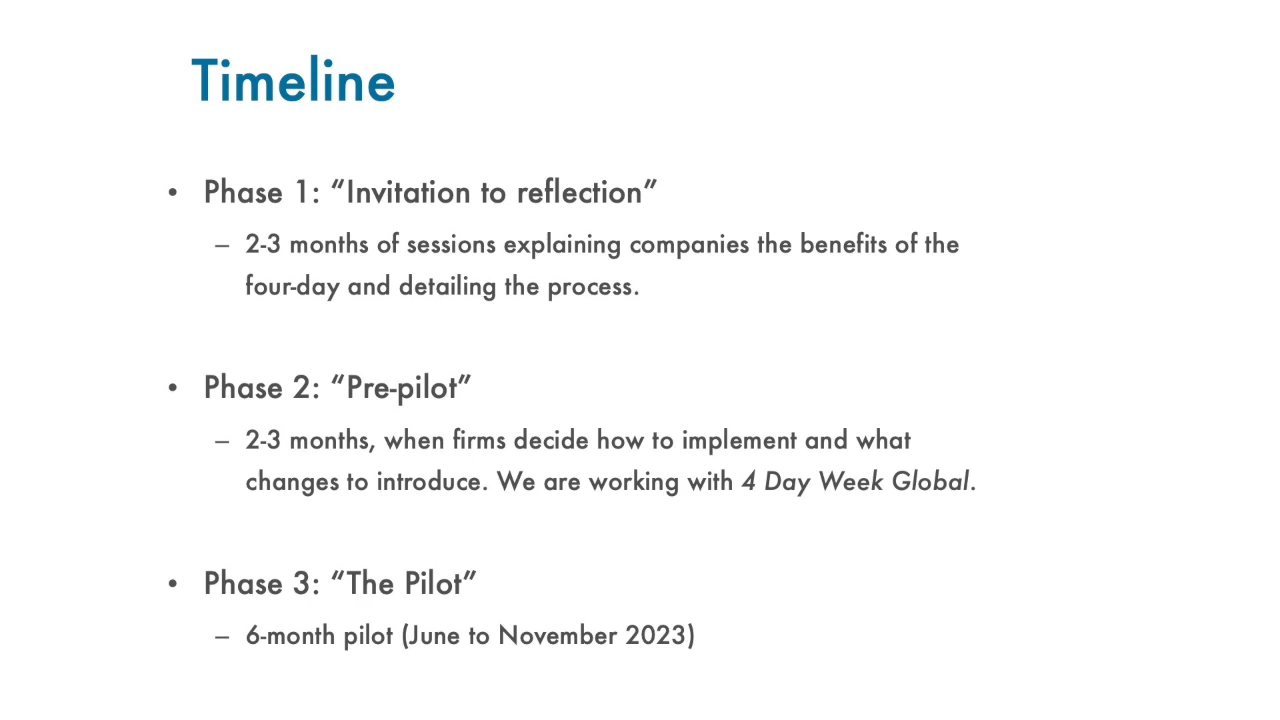 Timeline
• Phase 1: “Invitation to reflection”
– 2-3 months of sessions explaining companies the benefits of the
four-day and detailing the process.
• Phase 2: “Pre-pilot”
– 2-3 months, when firms decide how to implement and what
changes to introduce. We are working with 4 Day Week Global.
• Phase 3: “The Pilot”
– 6-month pilot (June to November 2023)